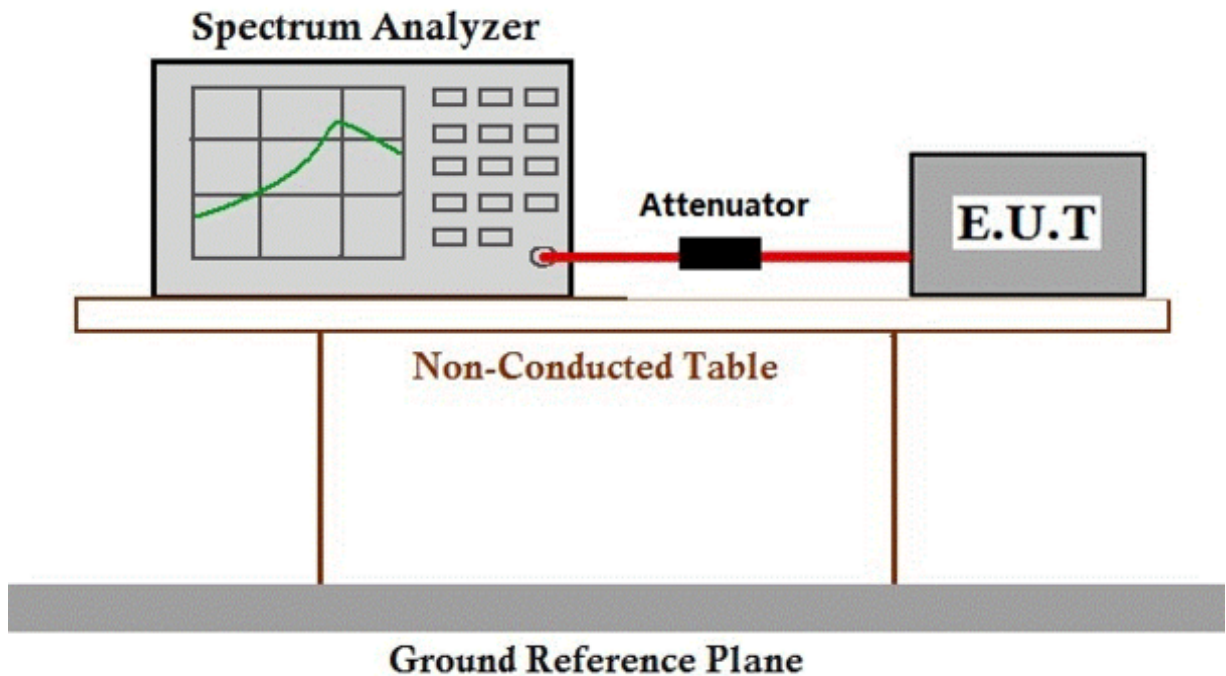 Spectrum Analyzer
Attenuator
E.U.T
Non-Conducted Table
Ground Reference Plane